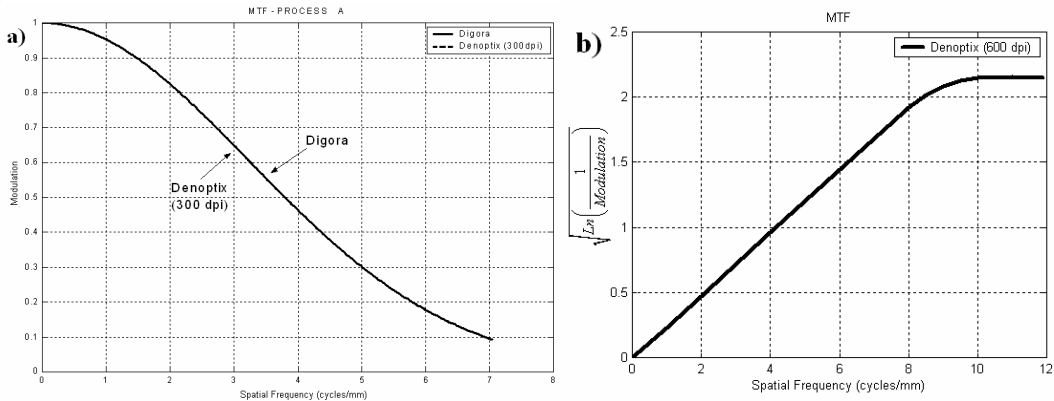 a)
MTF - PROCESS A
Digora
Denoptix (300dpi)
1
0.9
0.8
0.7
0.6
0.5
0.4
0.3
0.2
0.1
0
Modulation
Digora
Denoptix
(300 dpi)
0 1 2 3 4 5 6 7 8
Spatial Frequency (cycles/mm)
b)
MTF
Denoptix (600 dpi)
2.5
2
1.5
1
0.5
0
√Ln(1/Modulation)
0 2 4 6 8 10 12
Spatial Frequency (cycles/mm)